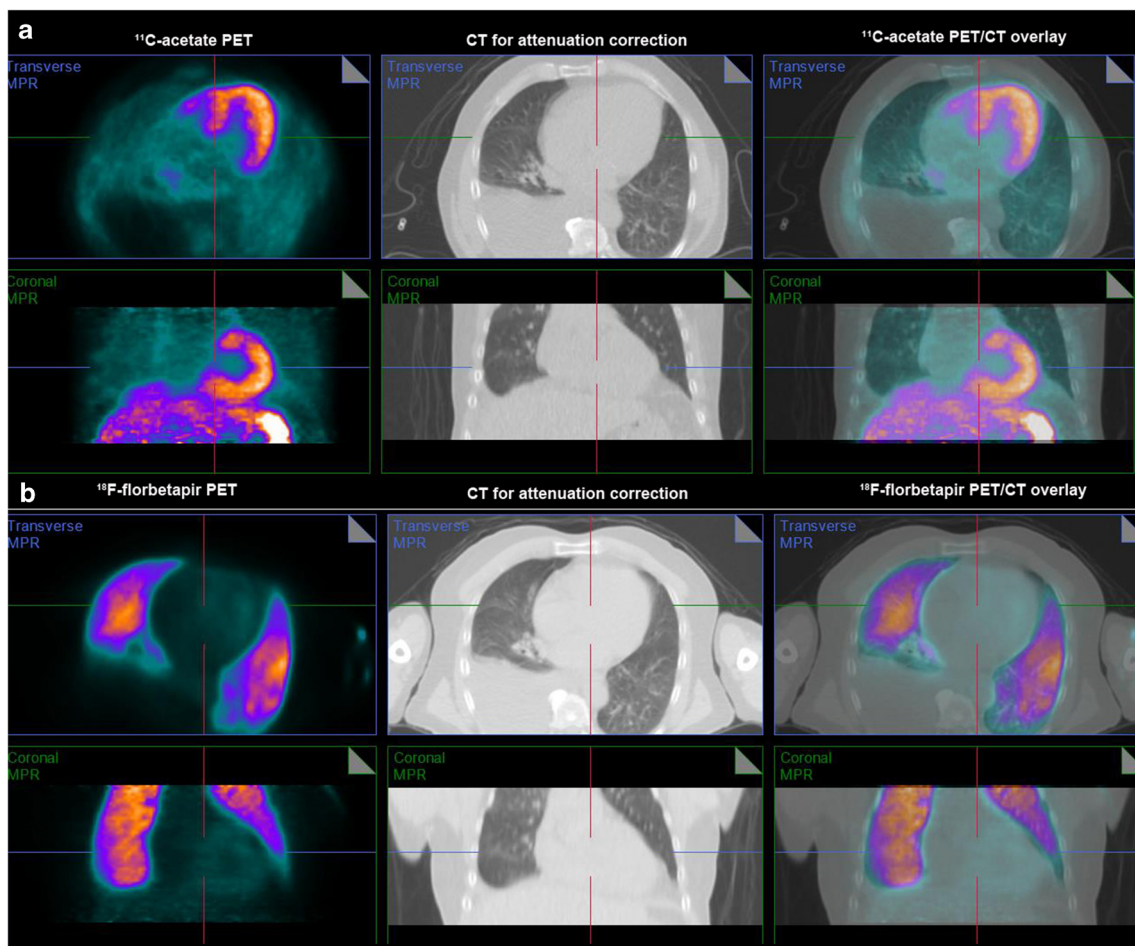 a
¹¹C-acetate PET
CT for attenuation correction
¹¹C-acetate PET/CT overlay
Transverse
MPR
Transverse
MPR
Transverse
MPR
Coronal
MPR
Coronal
MPR
Coronal
MPR
b
¹⁸F-florbetapir PET
CT for attenuation correction
¹⁸F-florbetapir PET/CT overlay
Transverse
MPR
Transverse
MPR
Transverse
MPR
Coronal
MPR
Coronal
MPR
Coronal
MPR